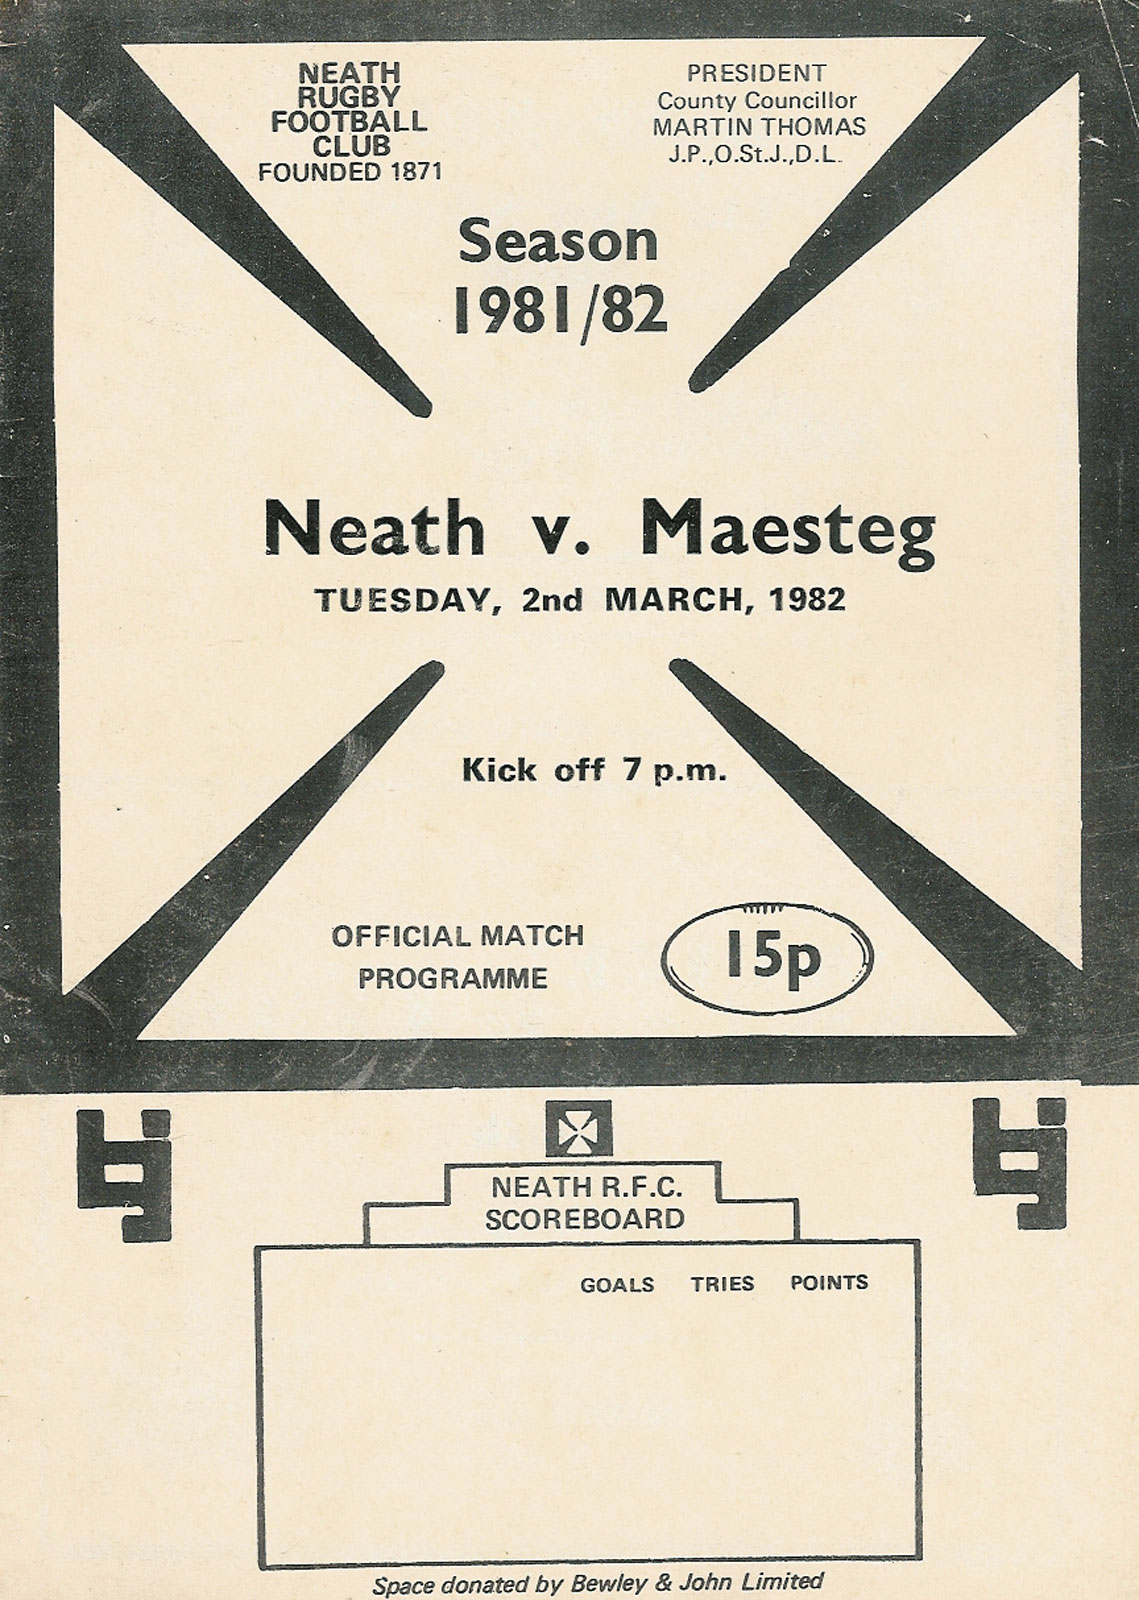 NEATH
RUGBY
FOOTBALL
CLUB
FOUNDED 1871
PRESIDENT
County Councillor
MARTIN THOMAS
J.P.,O.St.J.,D.L.
Season
1981/82
Neath v. Maesteg
TUESDAY, 2nd MARCH, 1982
Kick off 7 p.m.
OFFICIAL MATCH
PROGRAMME
15p
bj
bj
NEATH R.F.C.
SCOREBOARD
GOALS TRIES POINTS
Space donated by Bewley & John Limited